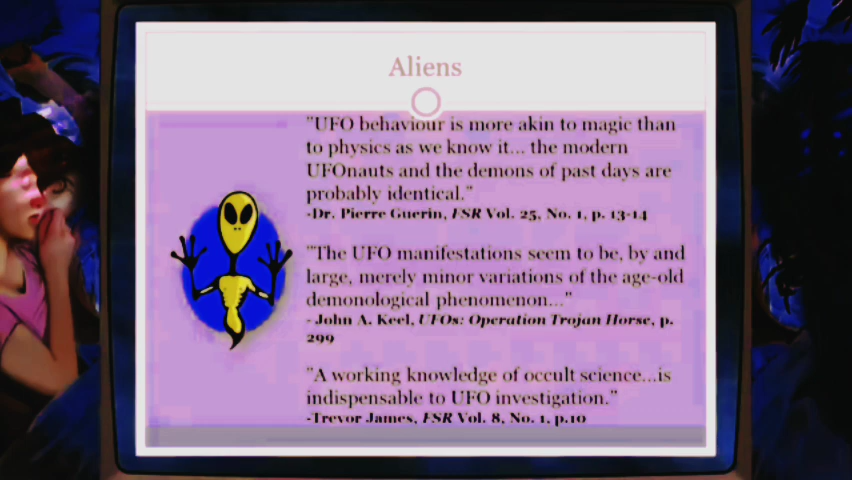 Aliens
"UFO behaviour is more akin to magic than
to physics as we know it... the modern
UFOnauts and the demons of past days are
probably identical."
-Dr. Pierre Guerin, FSR Vol. 25, No. 1, p. 13-14
"The UFO manifestations seem to be, by and
large, merely minor variations of the age-old
demonological phenomenon..."
- John A. Keel, UFOs: Operation Trojan Horse, p.
299
"A working knowledge of occult science...is
indispensable to UFO investigation."
-Trevor James, FSR Vol. 8, No. 1, p.10